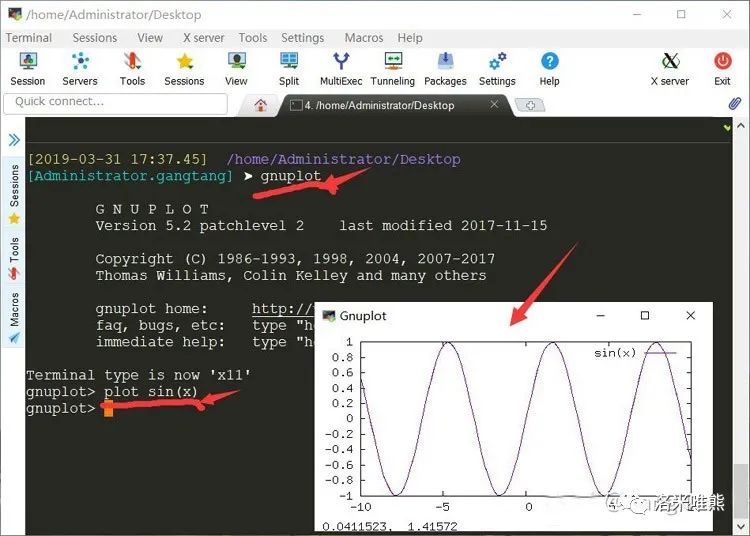 /home/Administrator/Desktop
Terminal Sessions View X server Tools Settings Macros Help
Session Servers Tools Sessions View Split MultiExec Tunneling Packages Settings Help X server Exit
Quick connect...
4. /home/Administrator/Desktop
Sessions
Tools
Macros
[2019-03-31 17:37.45] /home/Administrator/Desktop
[Administrator.gangtang] ➤ gnuplot
G N U P L O T
Version 5.2 patchlevel 2 last modified 2017-11-15
Copyright (C) 1986-1993, 1998, 2004, 2007-2017
Thomas Williams, Colin Kelley and many others
gnuplot home: http://
faq, bugs, etc: type "he
immediate help: type "he
Terminal type is now 'x11'
gnuplot> plot sin(x)
gnuplot>
Gnuplot
sin(x)
1
0.8
0.6
0.4
0.2
0
-0.2
-0.4
-0.6
-0.8
-1
-10 -5 0
0.0411523, 1.41572
洛米唯熊